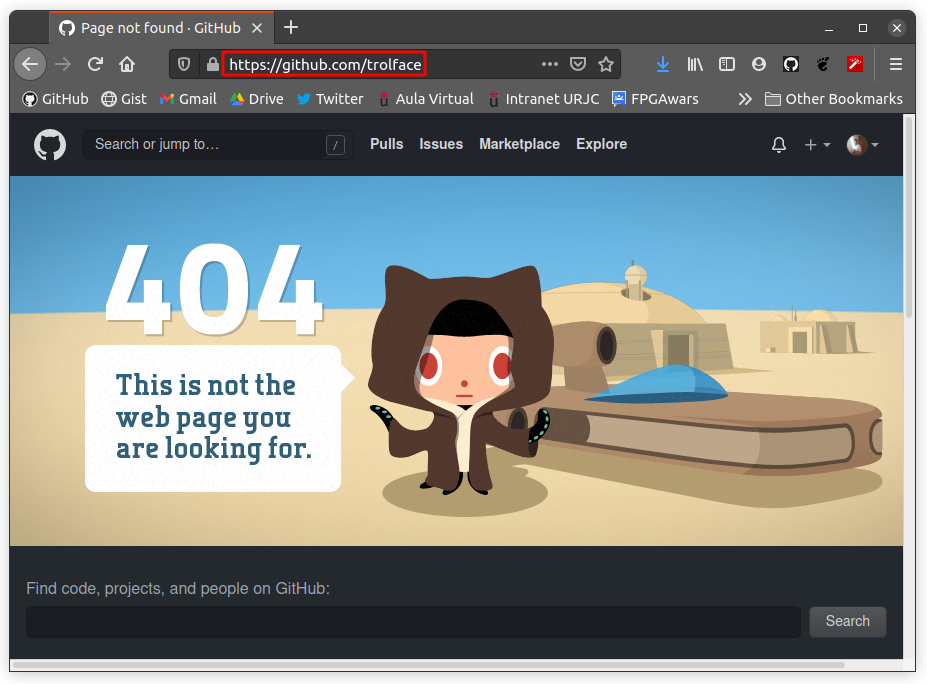 Page not found · GitHub
https://github.com/trolface
GitHub Gist Gmail Drive Twitter Aula Virtual Intranet URJC FPGAwars Other Bookmarks
Search or jump to… / Pulls Issues Marketplace Explore
404
This is not the
web page you
are looking for.
Find code, projects, and people on GitHub:
Search